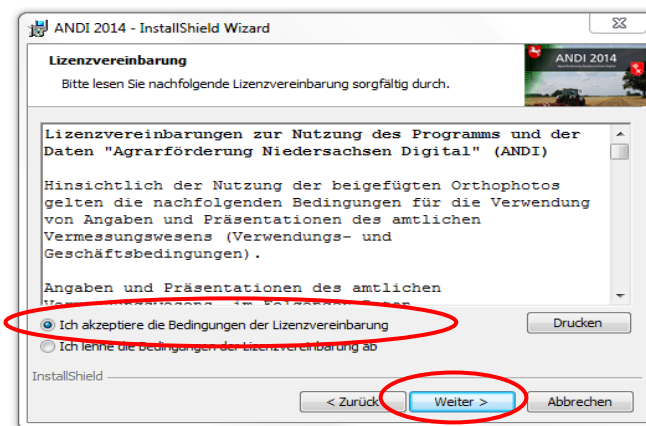 ANDI 2014 - InstallShield Wizard
Lizenzvereinbarung
Bitte lesen Sie nachfolgende Lizenzvereinbarung sorgfältig durch.
ANDI 2014
Lizenzvereinbarungen zur Nutzung des Programms und der
Daten "Agrarförderung Niedersachsen Digital" (ANDI)
Hinsichtlich der Nutzung der beigefügten Orthophotos
gelten die nachfolgenden Bedingungen für die Verwendung
von Angaben und Präsentationen des amtlichen
Vermessungswesens (Verwendungs- und
Geschäftsbedingungen).
Angaben und Präsentationen des amtlichen
Ich akzeptiere die Bedingungen der Lizenzvereinbarung
Drucken
Ich lehne die Bedingungen der Lizenzvereinbarung ab
InstallShield
< Zurück
Weiter >
Abbrechen